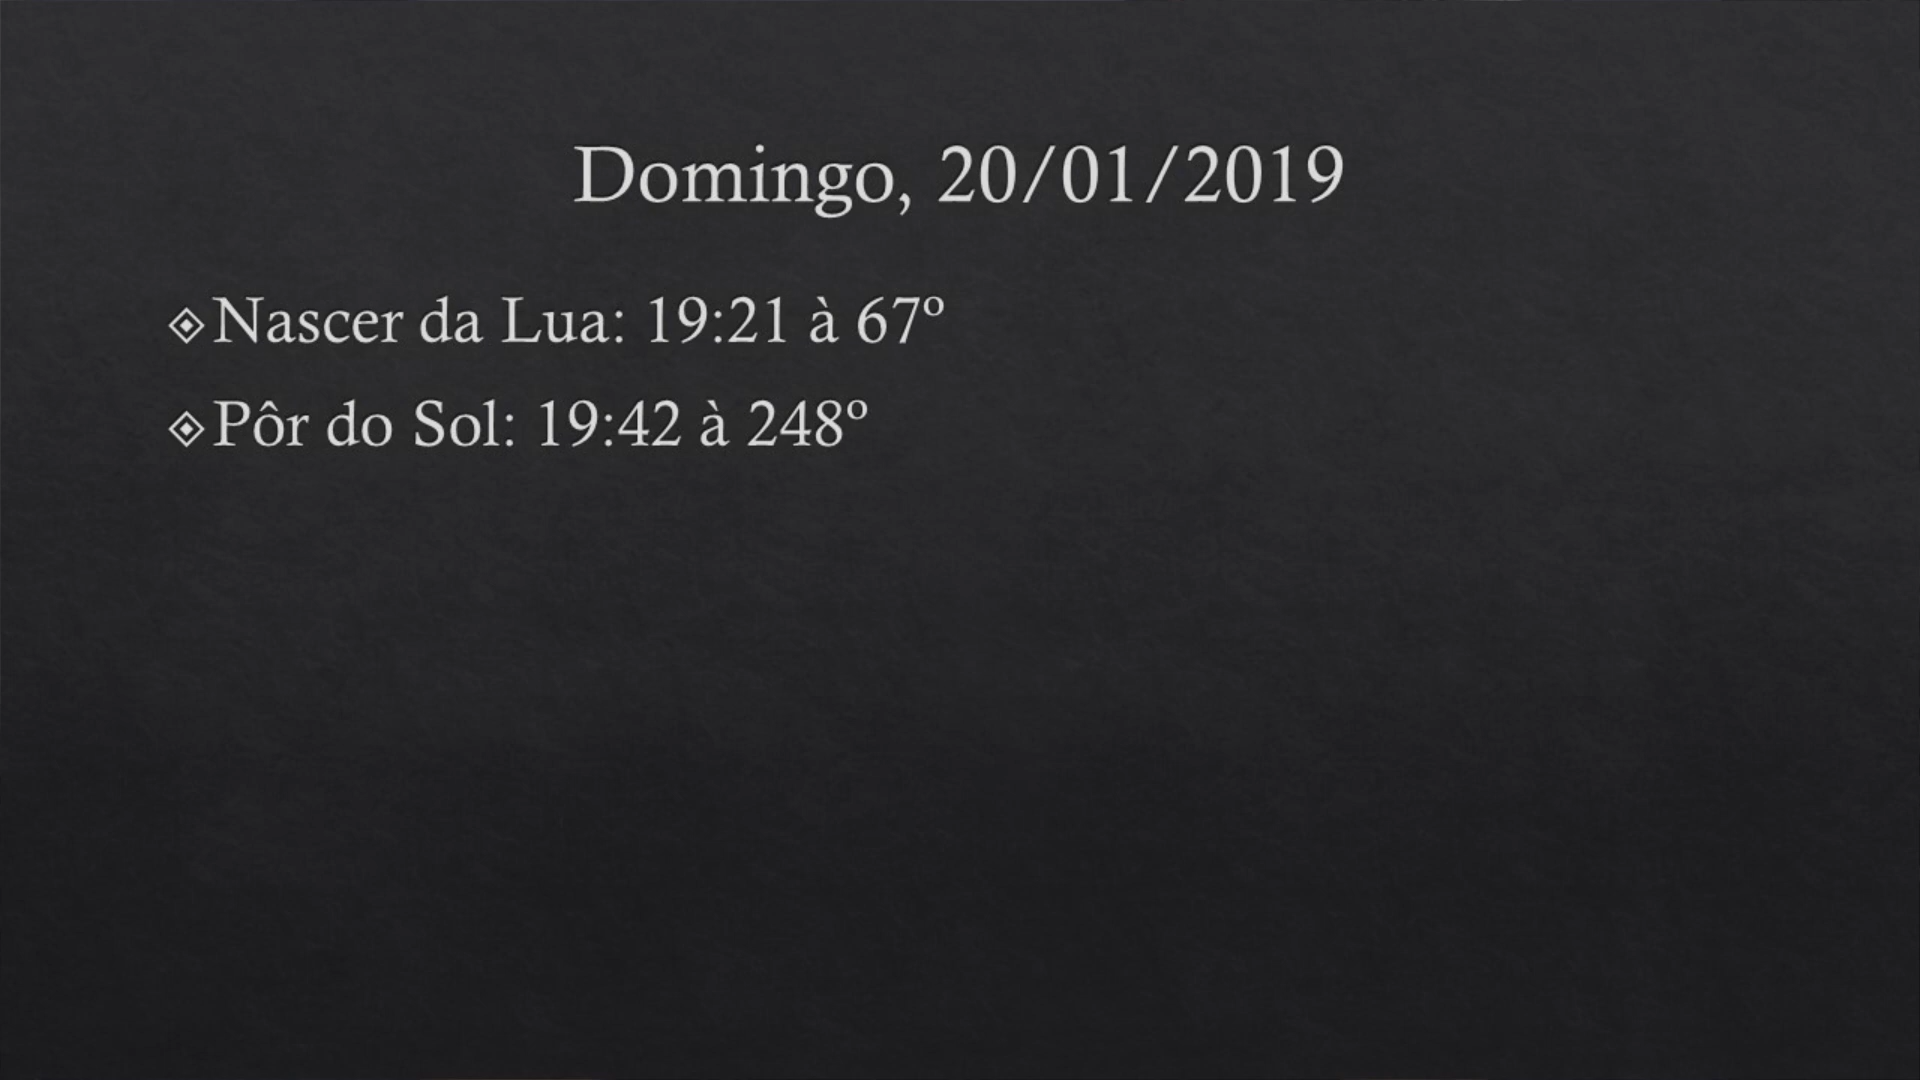 Domingo, 20/01/2019
Nascer da Lua: 19:21 à 67º
Pôr do Sol: 19:42 à 248º